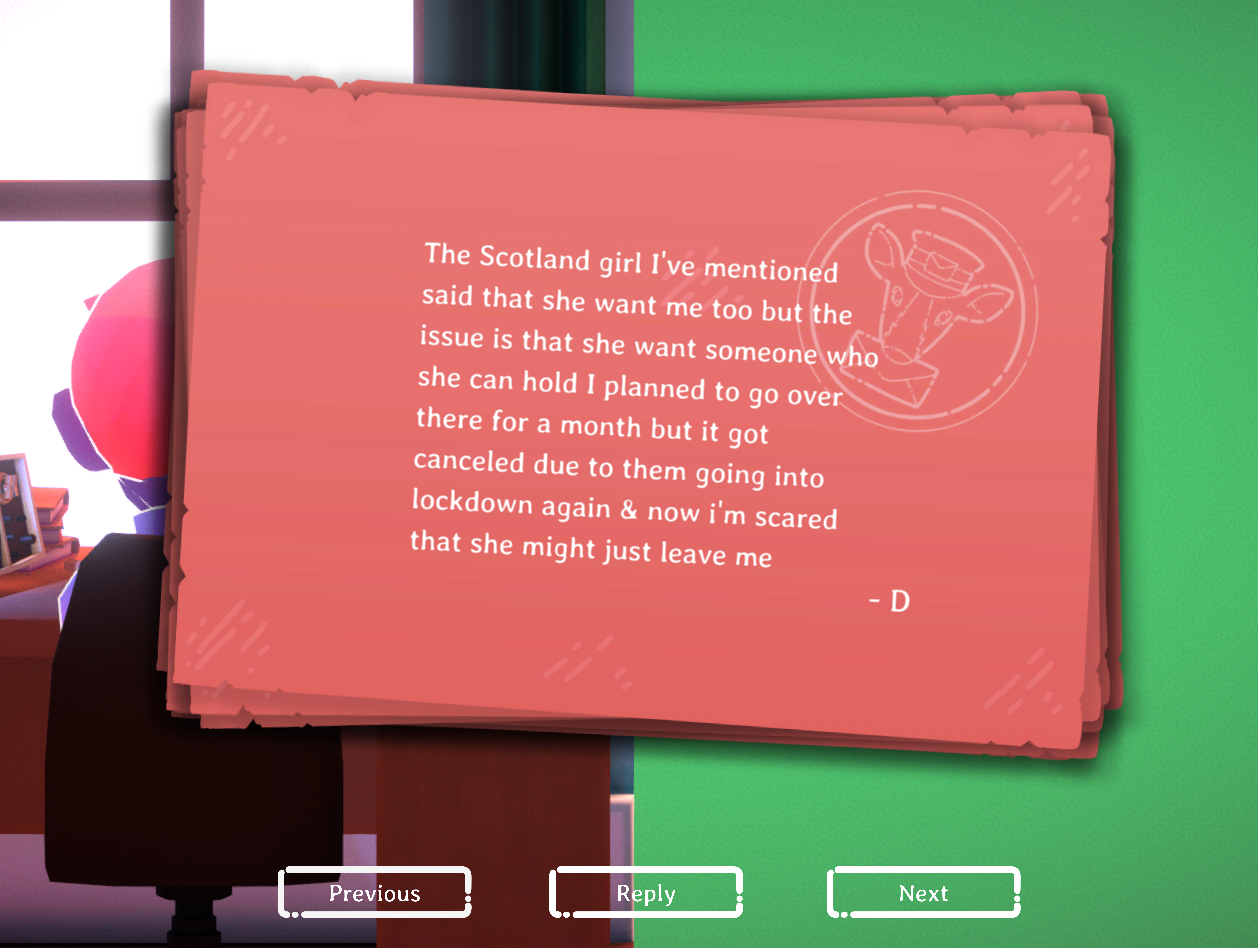 The Scotland girl I've mentioned
said that she want me too but the
issue is that she want someone who
she can hold I planned to go over
there for a month but it got
canceled due to them going into
lockdown again & now i'm scared
that she might just leave me
- D
Previous
Reply
Next